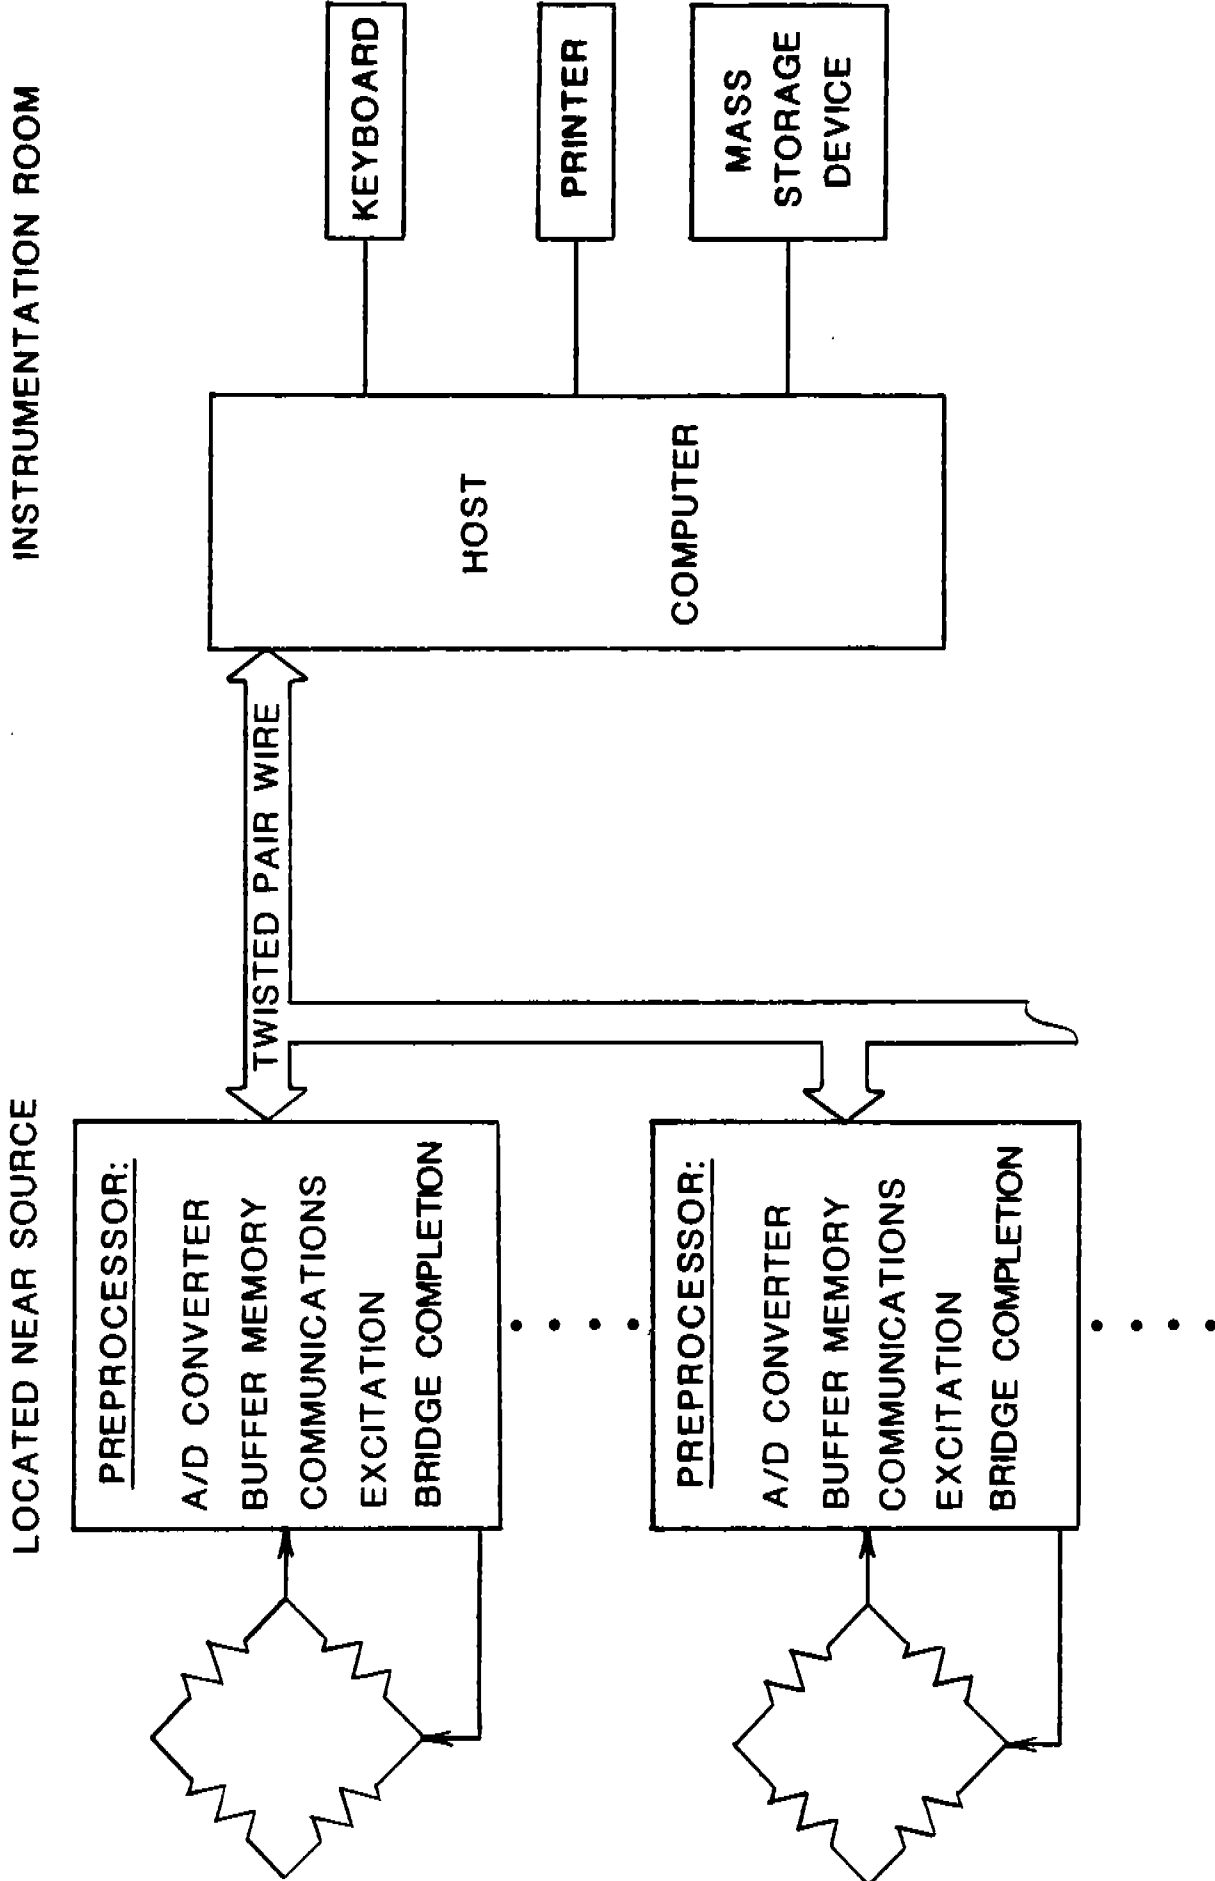 LOCATED NEAR SOURCE
INSTRUMENTATION ROOM
PREPROCESSOR:
A/D CONVERTER
BUFFER MEMORY
COMMUNICATIONS
EXCITATION
BRIDGE COMPLETION
TWISTED PAIR WIRE
HOST
COMPUTER
KEYBOARD
PRINTER
MASS
STORAGE
DEVICE
PREPROCESSOR:
A/D CONVERTER
BUFFER MEMORY
COMMUNICATIONS
EXCITATION
BRIDGE COMPLETION